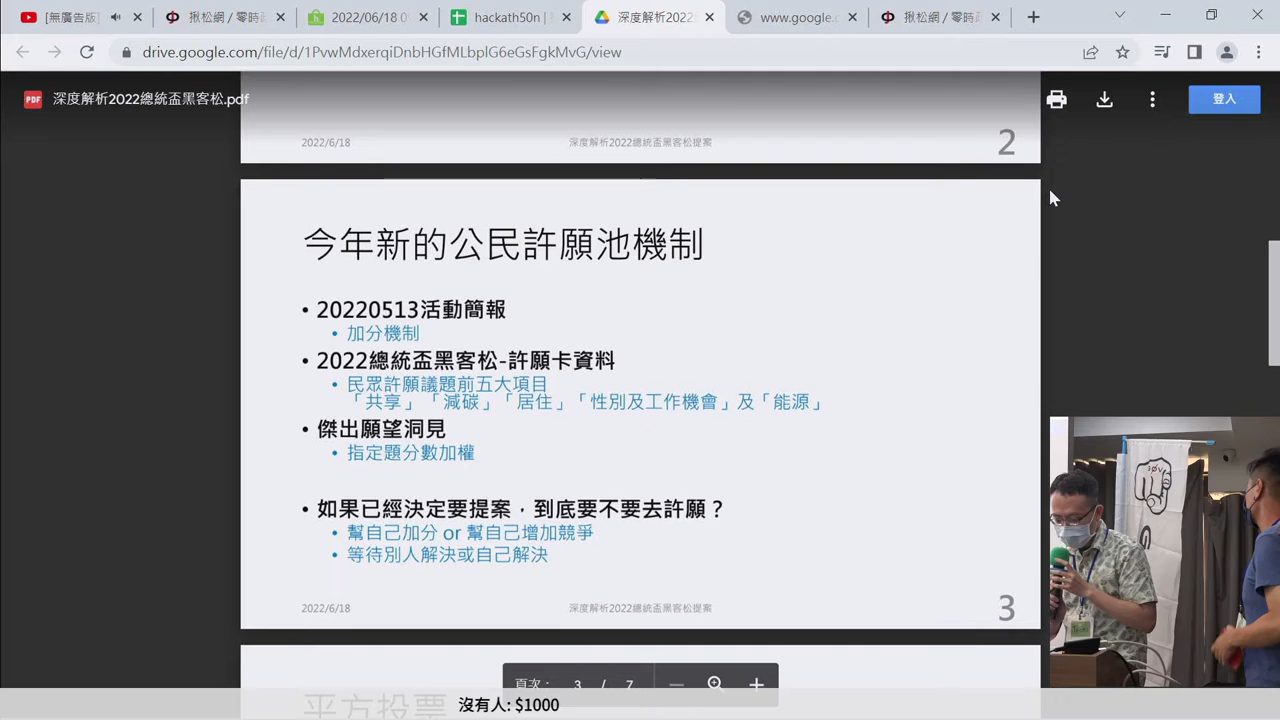 [無廣告版]
揪松網 / 零時政
2022/06/18 0
hackath50n |
深度解析2022
www.google.c
揪松網 / 零時政
drive.google.com/file/d/1PvwMdxerqiDnbHGfMLbplG6eGsFgkMvG/view
PDF
深度解析2022總統盃黑客松.pdf
登入
2022/6/18
深度解析2022總統盃黑客松提案
2
今年新的公民許願池機制
• 20220513活動簡報
• 加分機制
• 2022總統盃黑客松-許願卡資料
• 民眾許願議題前五大項目
「共享」「減碳」「居住」「性別及工作機會」及「能源」
• 傑出願望洞見
• 指定題分數加權
• 如果已經決定要提案，到底要不要去許願？
• 幫自己加分 or 幫自己增加競爭
• 等待別人解決或自己解決
2022/6/18
深度解析2022總統盃黑客松提案
3
頁次： 3 / 7
平方投票
沒有人: $1000